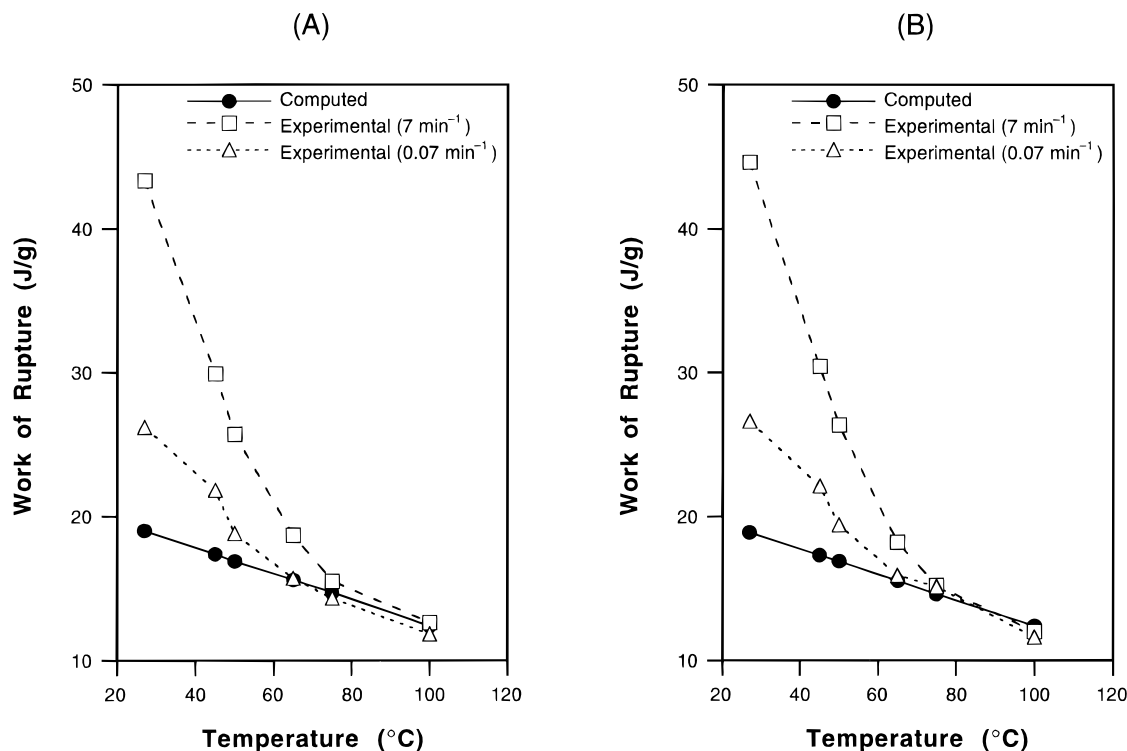 (A)
50
40
30
20
10
Work of Rupture (J/g)
Computed
Experimental (7 min⁻¹)
Experimental (0.07 min⁻¹)
20 40 60 80 100 120
Temperature (°C)
(B)
50
40
30
20
10
Work of Rupture (J/g)
Computed
Experimental (7 min⁻¹)
Experimental (0.07 min⁻¹)
20 40 60 80 100 120
Temperature (°C)